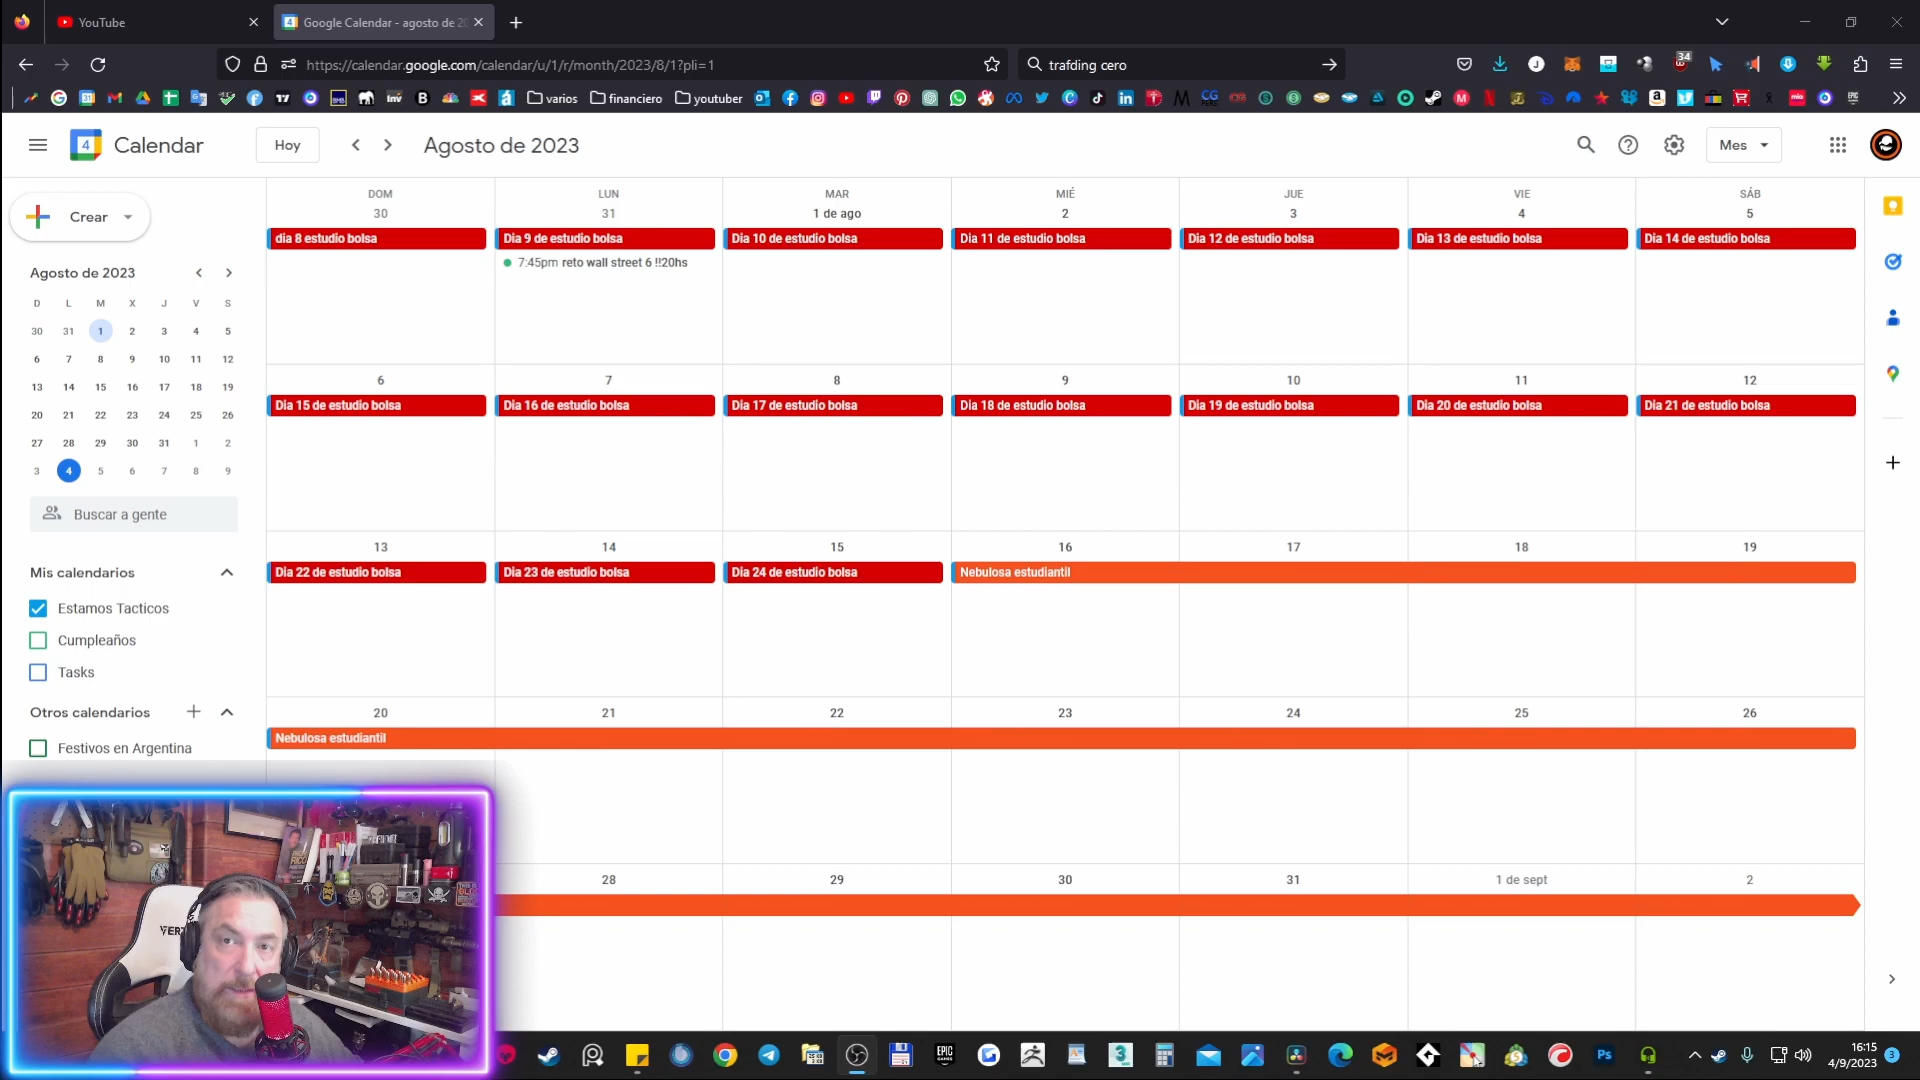 YouTube
Google Calendar - agosto de 20
https://calendar.google.com/calendar/u/1/r/month/2023/8/1?pli=1
trafding cero
34
varios
financiero
youtuber
Calendar
Hoy
Agosto de 2023
Mes
Crear
Agosto de 2023
D L M X J V S
30 31 1 2 3 4 5
6 7 8 9 10 11 12
13 14 15 16 17 18 19
20 21 22 23 24 25 26
27 28 29 30 31 1 2
3 4 5 6 7 8 9
Buscar a gente
Mis calendarios
Estamos Tacticos
Cumpleaños
Tasks
Otros calendarios
Festivos en Argentina
DOM LUN MAR MIÉ JUE VIE SÁB
30 31 1 de ago 2 3 4 5
dia 8 estudio bolsa
Dia 9 de estudio bolsa
Dia 10 de estudio bolsa
Dia 11 de estudio bolsa
Dia 12 de estudio bolsa
Dia 13 de estudio bolsa
Dia 14 de estudio bolsa
7:45pm reto wall street 6 !!20hs
6 7 8 9 10 11 12
Dia 15 de estudio bolsa
Dia 16 de estudio bolsa
Dia 17 de estudio bolsa
Dia 18 de estudio bolsa
Dia 19 de estudio bolsa
Dia 20 de estudio bolsa
Dia 21 de estudio bolsa
13 14 15 16 17 18 19
Dia 22 de estudio bolsa
Dia 23 de estudio bolsa
Dia 24 de estudio bolsa
Nebulosa estudiantil
20 21 22 23 24 25 26
Nebulosa estudiantil
28 29 30 31 1 de sept 2
16:15
4/9/2023
3